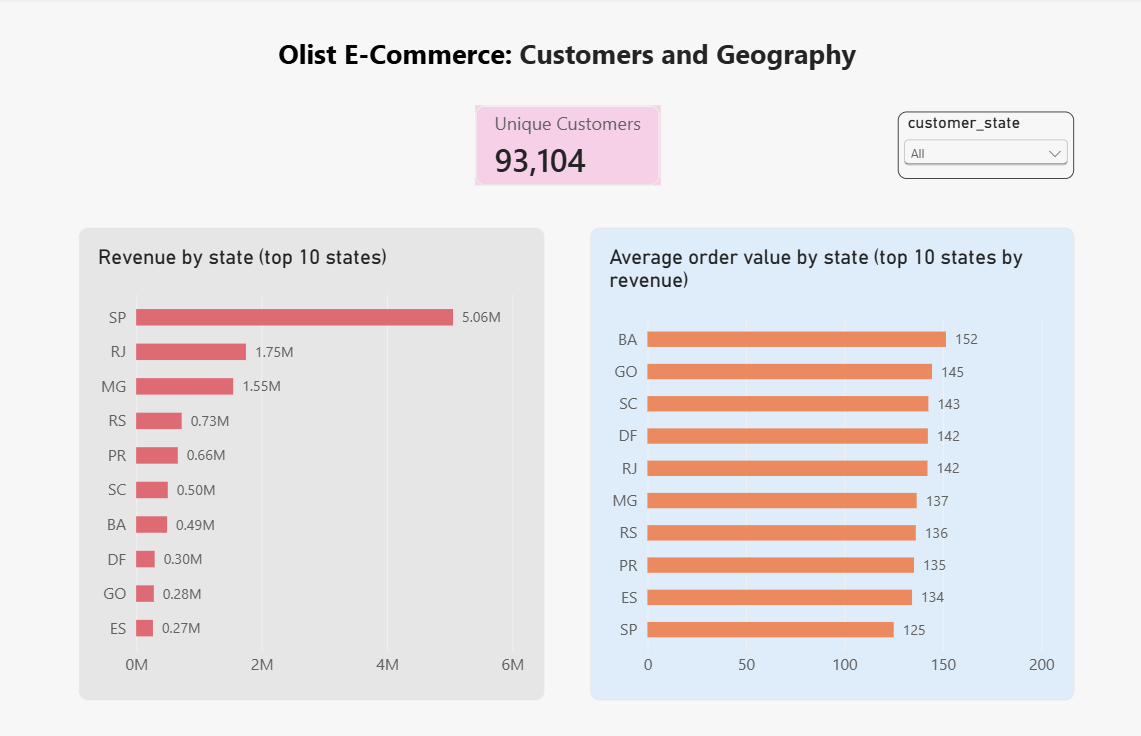 Olist E-Commerce: Customers and Geography
Unique Customers
93,104
customer_state
All
Revenue by state (top 10 states)
SP 5.06M
RJ 1.75M
MG 1.55M
RS 0.73M
PR 0.66M
SC 0.50M
BA 0.49M
DF 0.30M
GO 0.28M
ES 0.27M
0M 2M 4M 6M
Average order value by state (top 10 states by
revenue)
BA 152
GO 145
SC 143
DF 142
RJ 142
MG 137
RS 136
PR 135
ES 134
SP 125
0 50 100 150 200